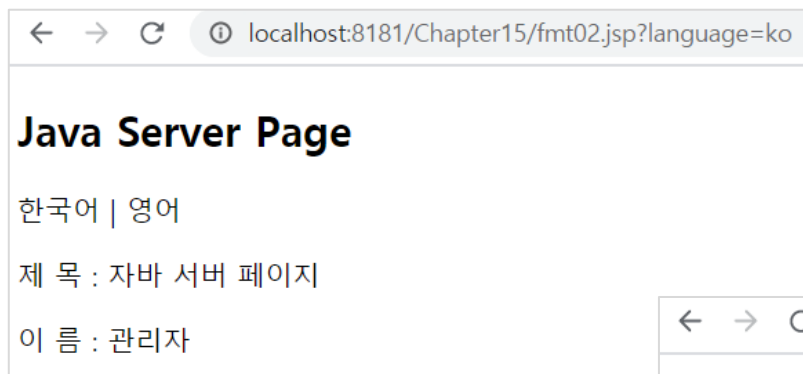 localhost:8181/Chapter15/fmt02.jsp?language=ko
Java Server Page
한국어 | 영어
제 목 : 자바 서버 페이지
이 름 : 관리자